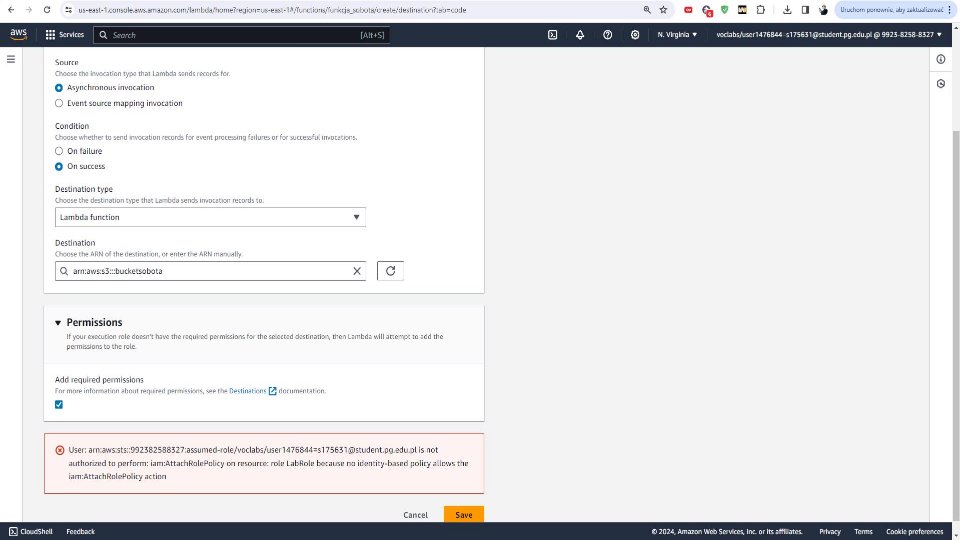 us-east-1.console.aws.amazon.com/lambda/home?region=us-east-1#/functions/funkcja_sobota/create/destination?tab=code
Uruchom ponownie, aby zaktualizować
aws
Services
Search
[Alt+S]
N. Virginia
voclabs/user1476844=s175631@student.pg.edu.pl @ 9923-8258-8327
Source
Choose the invocation type that Lambda sends records for.
Asynchronous invocation
Event source mapping invocation
Condition
Choose whether to send invocation records for event processing failures or for successful invocations.
On failure
On success
Destination type
Choose the destination type that Lambda sends invocation records to.
Lambda function
Destination
Choose the ARN of the destination, or enter the ARN manually.
arn:aws:s3:::bucketsobota
Permissions
If your execution role doesn't have the required permissions for the selected destination, then Lambda will attempt to add the
permissions to the role.
Add required permissions
For more information about required permissions, see the Destinations documentation.
User: arn:aws:sts::992382588327:assumed-role/voclabs/user1476844=s175631@student.pg.edu.pl is not
authorized to perform: iam:AttachRolePolicy on resource: role LabRole because no identity-based policy allows the
iam:AttachRolePolicy action
Cancel
Save
CloudShell
Feedback
© 2024, Amazon Web Services, Inc. or its affiliates.
Privacy
Terms
Cookie preferences